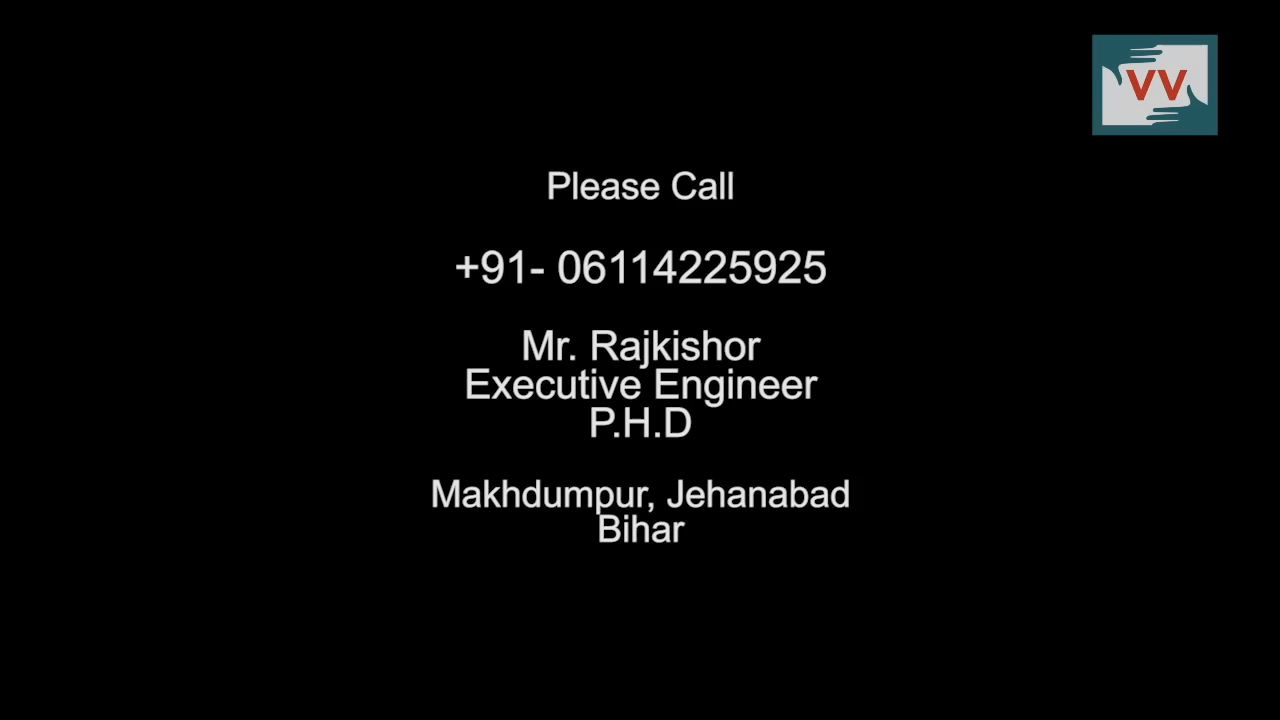 VV
Please Call
+91- 06114225925
Mr. Rajkishor
Executive Engineer
P.H.D
Makhdumpur, Jehanabad
Bihar